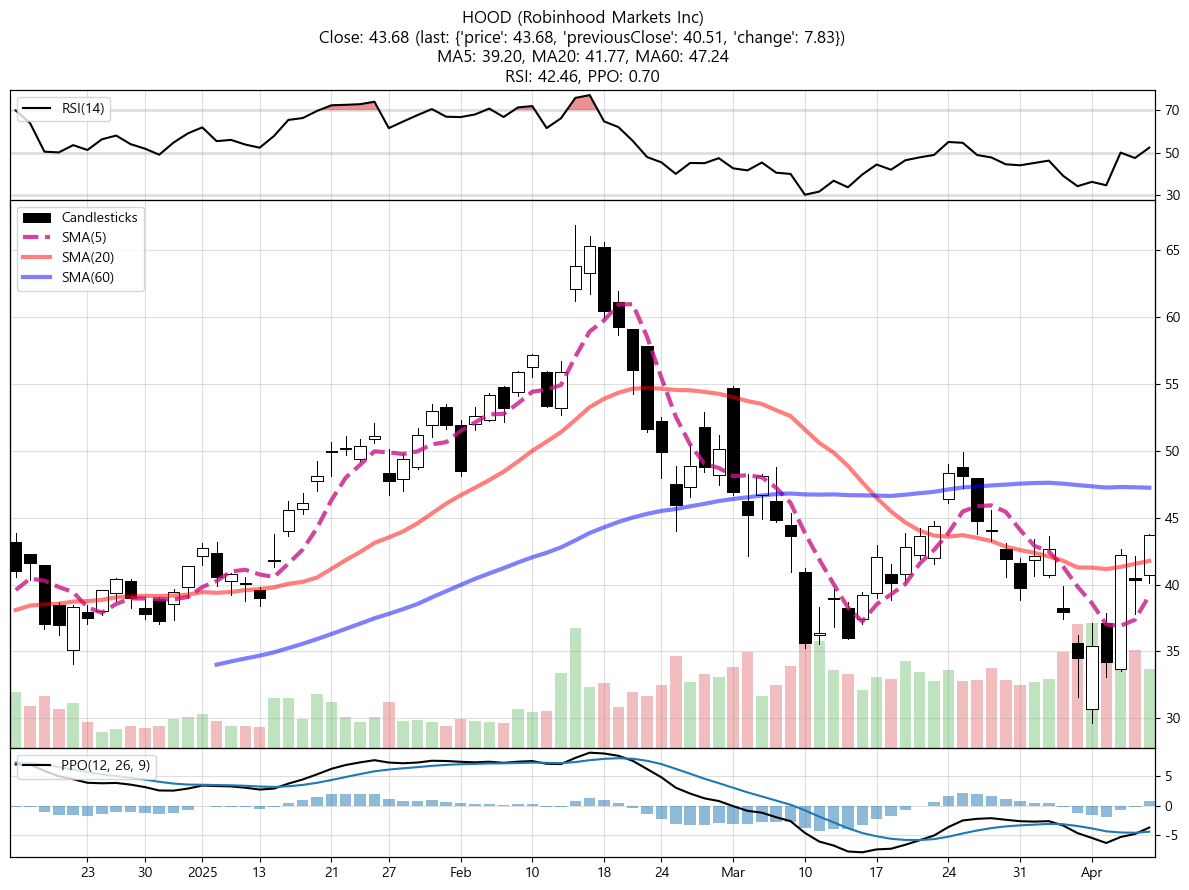 HOOD (Robinhood Markets Inc)
Close: 43.68 (last: {'price': 43.68, 'previousClose': 40.51, 'change': 7.83})
MA5: 39.20, MA20: 41.77, MA60: 47.24
RSI: 42.46, PPO: 0.70
RSI(14)
70
50
30
Candlesticks
SMA(5)
SMA(20)
SMA(60)
65
60
55
50
45
40
35
30
PPO(12, 26, 9)
5
0
-5
23 30 2025 13 21 27 Feb 10 18 24 Mar 10 17 24 31 Apr